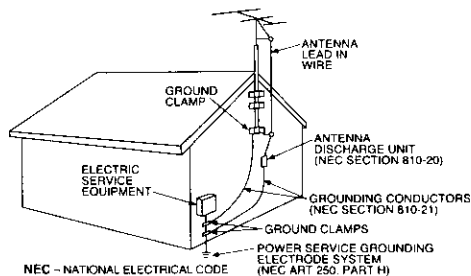 ANTENNA
LEAD IN
WIRE
GROUND
CLAMP
ANTENNA
DISCHARGE UNIT
(NEC SECTION 810-20)
ELECTRIC
SERVICE
EQUIPMENT
GROUNDING CONDUCTORS
(NEC SECTION 810-21)
GROUND CLAMPS
POWER SERVICE GROUNDING
ELECTRODE SYSTEM
(NEC ART 250. PART H)
NEC – NATIONAL ELECTRICAL CODE